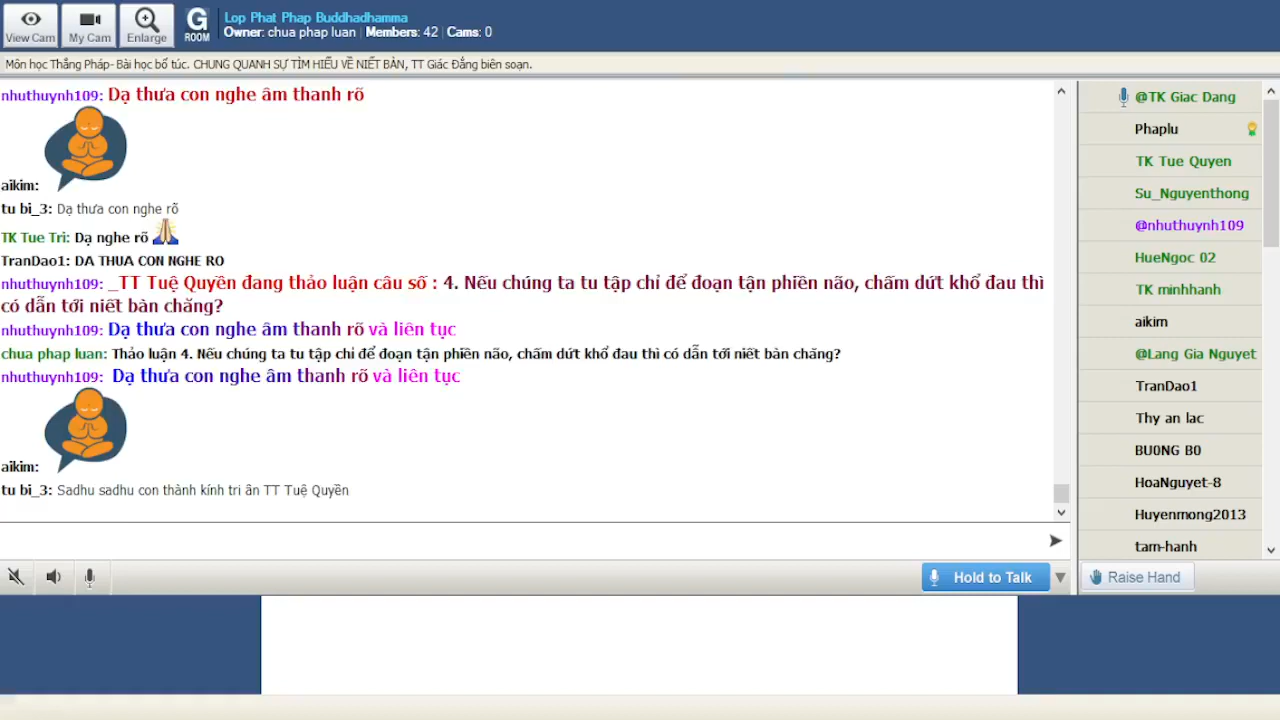 View Cam
My Cam
Enlarge
G
ROOM
Lop Phat Phap Buddhadhamma
Owner: chua phap luan | Members: 42 | Cams: 0
Môn học Thắng Pháp- Bài học bổ túc. CHUNG QUANH SỰ TÌM HIỂU VỀ NIẾT BÀN, TT Giác Đẳng biên soạn.
nhuthuynh109: Dạ thưa con nghe âm thanh rõ
aikim:
tu bi_3: Dạ thưa con nghe rõ
TK Tue Tri: Dạ nghe rõ
TranDao1: DA THUA CON NGHE RO
nhuthuynh109: _TT Tuệ Quyền đang thảo luận câu số : 4. Nếu chúng ta tu tập chỉ để đoạn tận phiền não, chấm dứt khổ đau thì
có dẫn tới niết bàn chăng?
nhuthuynh109: Dạ thưa con nghe âm thanh rõ và liên tục
chua phap luan: Thảo luận 4. Nếu chúng ta tu tập chỉ để đoạn tận phiền não, chấm dứt khổ đau thì có dẫn tới niết bàn chăng?
nhuthuynh109: Dạ thưa con nghe âm thanh rõ và liên tục
aikim:
tu bi_3: Sadhu sadhu con thành kính tri ân TT Tuệ Quyền
@TK Giac Dang
Phaplu
TK Tue Quyen
Su_Nguyenthong
@nhuthuynh109
HueNgoc 02
TK minhhanh
aikim
@Lang Gia Nguyet
TranDao1
Thy an lac
BU0NG B0
HoaNguyet-8
Huyenmong2013
tam-hanh
Hold to Talk
Raise Hand